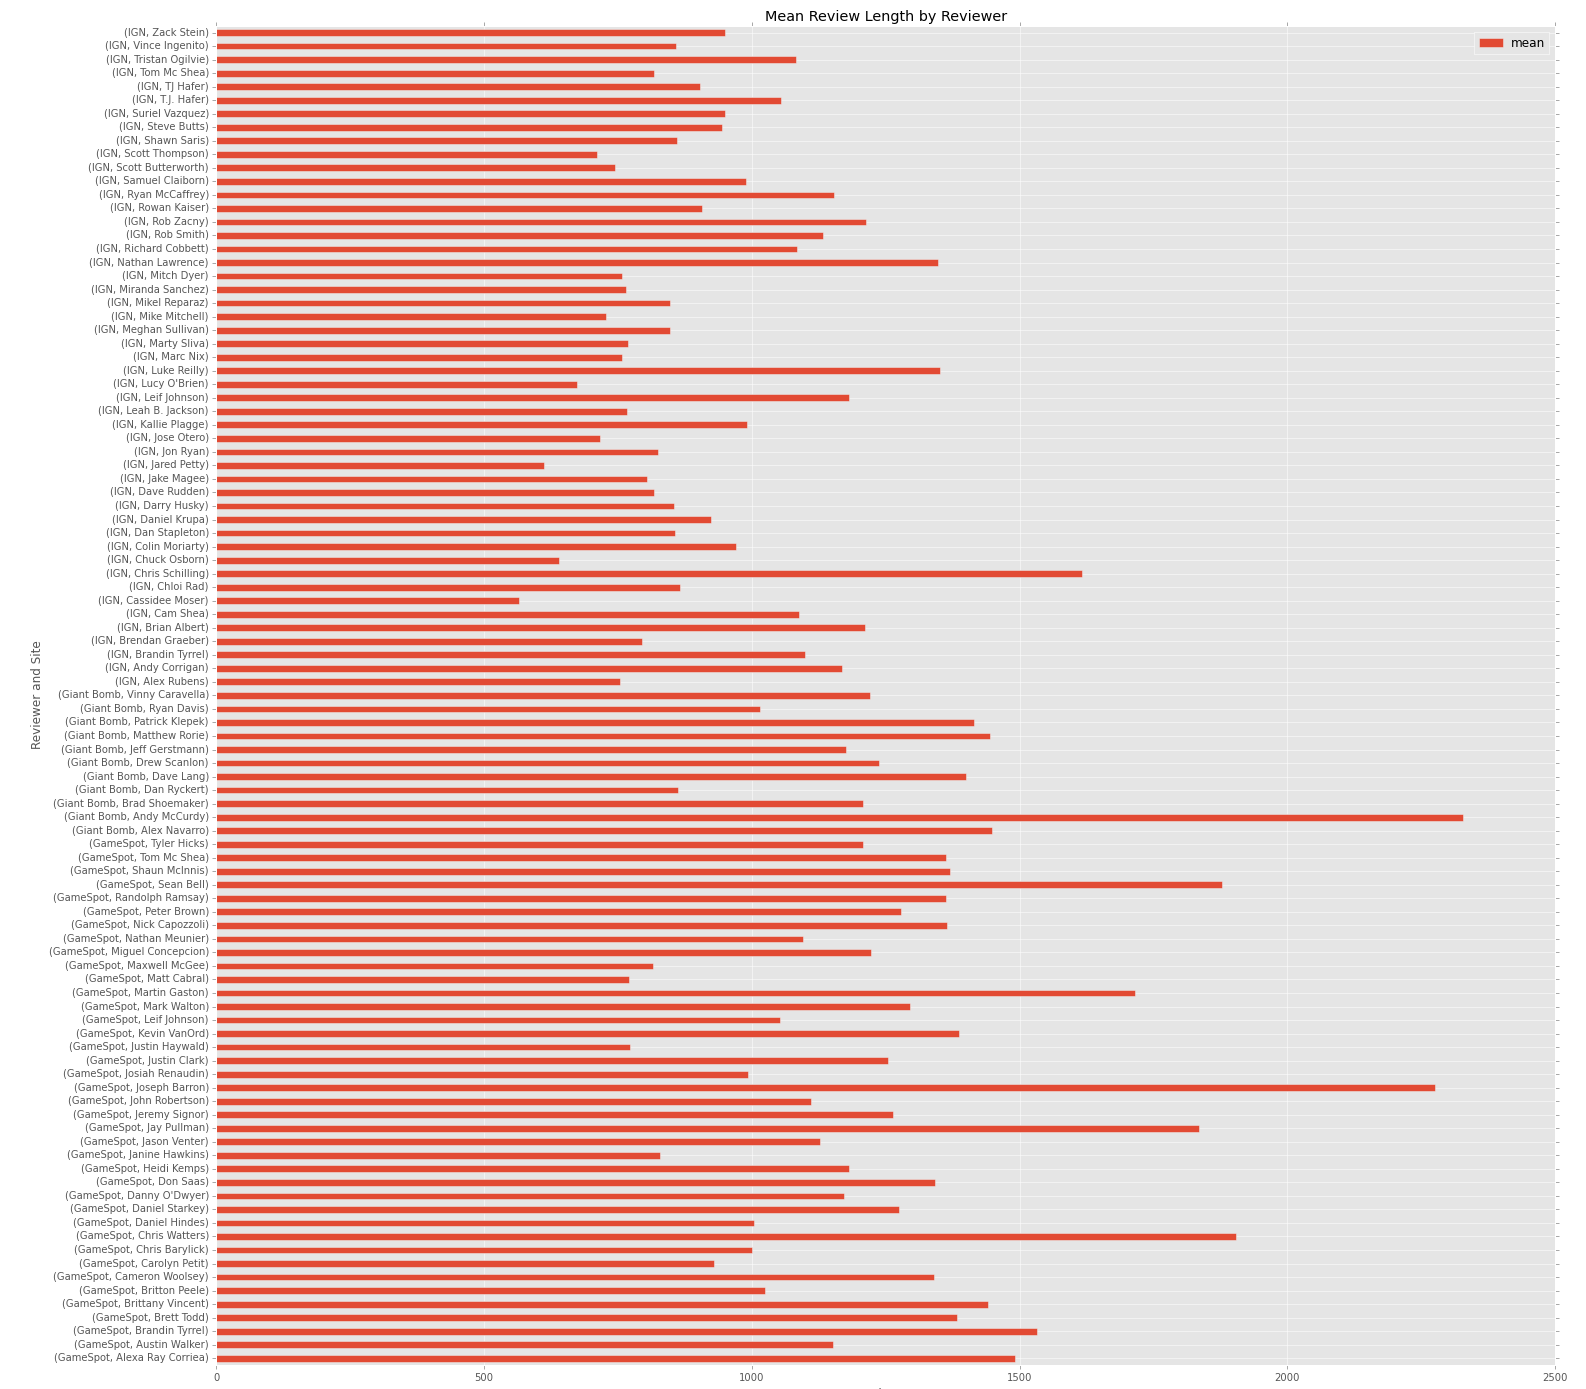 Mean Review Length by Reviewer
mean
Reviewer and Site
(IGN, Zack Stein)
(IGN, Vince Ingenito)
(IGN, Tristan Ogilvie)
(IGN, Tom Mc Shea)
(IGN, TJ Hafer)
(IGN, T.J. Hafer)
(IGN, Suriel Vazquez)
(IGN, Steve Butts)
(IGN, Shawn Saris)
(IGN, Scott Thompson)
(IGN, Scott Butterworth)
(IGN, Samuel Claiborn)
(IGN, Ryan McCaffrey)
(IGN, Rowan Kaiser)
(IGN, Rob Zacny)
(IGN, Rob Smith)
(IGN, Richard Cobbett)
(IGN, Nathan Lawrence)
(IGN, Mitch Dyer)
(IGN, Miranda Sanchez)
(IGN, Mikel Reparaz)
(IGN, Mike Mitchell)
(IGN, Meghan Sullivan)
(IGN, Marty Sliva)
(IGN, Marc Nix)
(IGN, Luke Reilly)
(IGN, Lucy O'Brien)
(IGN, Leif Johnson)
(IGN, Leah B. Jackson)
(IGN, Kallie Plagge)
(IGN, Jose Otero)
(IGN, Jon Ryan)
(IGN, Jared Petty)
(IGN, Jake Magee)
(IGN, Dave Rudden)
(IGN, Darry Husky)
(IGN, Daniel Krupa)
(IGN, Dan Stapleton)
(IGN, Colin Moriarty)
(IGN, Chuck Osborn)
(IGN, Chris Schilling)
(IGN, Chloi Rad)
(IGN, Cassidee Moser)
(IGN, Cam Shea)
(IGN, Brian Albert)
(IGN, Brendan Graeber)
(IGN, Brandin Tyrrel)
(IGN, Andy Corrigan)
(IGN, Alex Rubens)
(Giant Bomb, Vinny Caravella)
(Giant Bomb, Ryan Davis)
(Giant Bomb, Patrick Klepek)
(Giant Bomb, Matthew Rorie)
(Giant Bomb, Jeff Gerstmann)
(Giant Bomb, Drew Scanlon)
(Giant Bomb, Dave Lang)
(Giant Bomb, Dan Ryckert)
(Giant Bomb, Brad Shoemaker)
(Giant Bomb, Andy McCurdy)
(Giant Bomb, Alex Navarro)
(GameSpot, Tyler Hicks)
(GameSpot, Tom Mc Shea)
(GameSpot, Shaun McInnis)
(GameSpot, Sean Bell)
(GameSpot, Randolph Ramsay)
(GameSpot, Peter Brown)
(GameSpot, Nick Capozzoli)
(GameSpot, Nathan Meunier)
(GameSpot, Miguel Concepcion)
(GameSpot, Maxwell McGee)
(GameSpot, Matt Cabral)
(GameSpot, Martin Gaston)
(GameSpot, Mark Walton)
(GameSpot, Leif Johnson)
(GameSpot, Kevin VanOrd)
(GameSpot, Justin Haywald)
(GameSpot, Justin Clark)
(GameSpot, Josiah Renaudin)
(GameSpot, Joseph Barron)
(GameSpot, John Robertson)
(GameSpot, Jeremy Signor)
(GameSpot, Jay Pullman)
(GameSpot, Jason Venter)
(GameSpot, Janine Hawkins)
(GameSpot, Heidi Kemps)
(GameSpot, Don Saas)
(GameSpot, Danny O'Dwyer)
(GameSpot, Daniel Starkey)
(GameSpot, Daniel Hindes)
(GameSpot, Chris Watters)
(GameSpot, Chris Barylick)
(GameSpot, Carolyn Petit)
(GameSpot, Cameron Woolsey)
(GameSpot, Britton Peele)
(GameSpot, Brittany Vincent)
(GameSpot, Brett Todd)
(GameSpot, Brandin Tyrrel)
(GameSpot, Austin Walker)
(GameSpot, Alexa Ray Corriea)
0 500 1000 1500 2000 2500